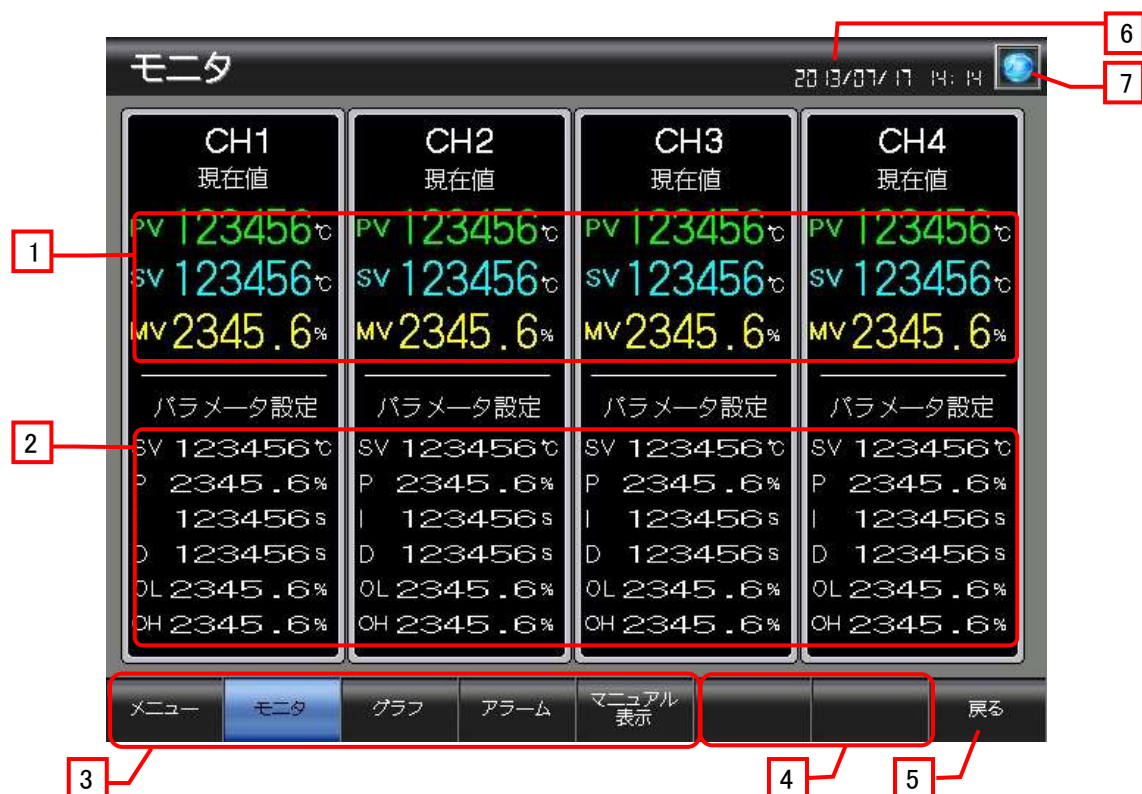 6
モニタ
2013/07/17 14:14
7
CH1
現在値
PV 123456℃
SV 123456℃
MV 2345.6%
パラメータ設定
SV 123456℃
P 2345.6%
123456s
D 123456s
OL 2345.6%
OH 2345.6%
CH2
現在値
PV 123456℃
SV 123456℃
MV 2345.6%
パラメータ設定
SV 123456℃
P 2345.6%
I 123456s
D 123456s
OL 2345.6%
OH 2345.6%
CH3
現在値
PV 123456℃
SV 123456℃
MV 2345.6%
パラメータ設定
SV 123456℃
P 2345.6%
I 123456s
D 123456s
OL 2345.6%
OH 2345.6%
CH4
現在値
PV 123456℃
SV 123456℃
MV 2345.6%
パラメータ設定
SV 123456℃
P 2345.6%
I 123456s
D 123456s
OL 2345.6%
OH 2345.6%
1
2
メニュー
モニタ
グラフ
アラーム
マニュアル
表示
戻る
3
4
5